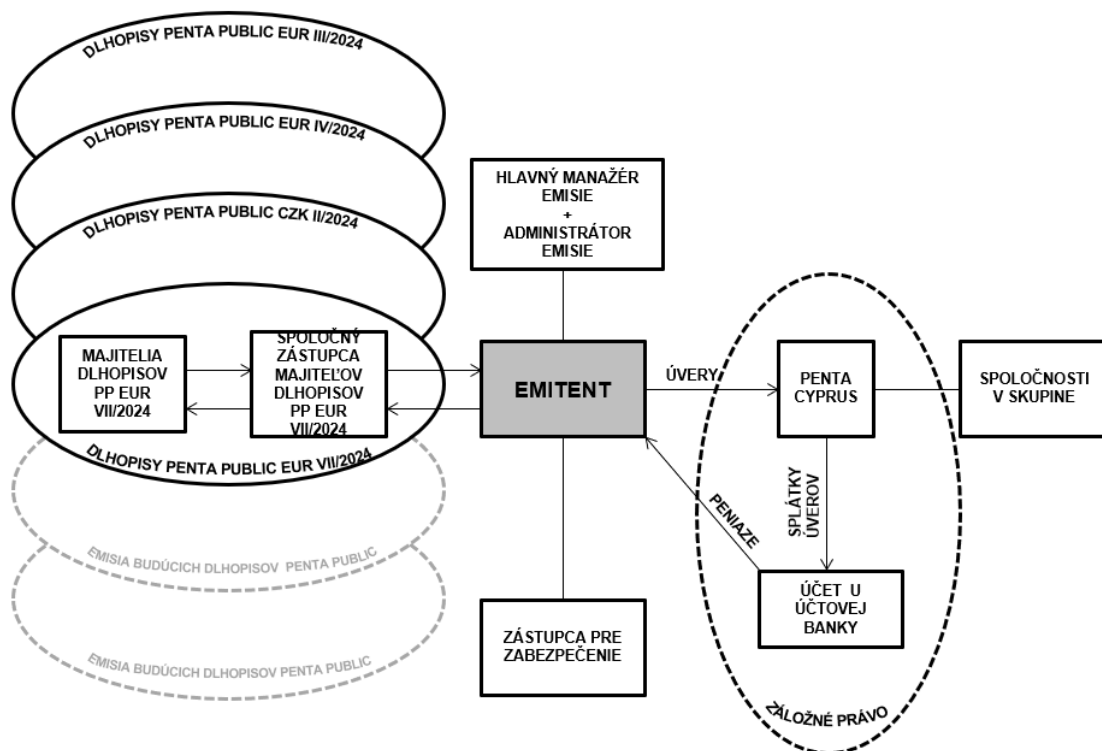 DLHOPISY PENTA PUBLIC EUR III/2024
DLHOPISY PENTA PUBLIC EUR IV/2024
DLHOPISY PENTA PUBLIC CZK II/2024
HLAVNÝ MANAŽÉR
EMISIE
+
ADMINISTRÁTOR
EMISIE
MAJITELIA
DLHOPISOV
PP EUR
VII/2024
SPOLOČNÝ
ZÁSTUPCA
MAJITEĽOV
DLHOPISOV
PP EUR
VII/2024
EMITENT
ÚVERY
PENTA
CYPRUS
SPOLOČNOSTI
V SKUPINE
DLHOPISY PENTA PUBLIC EUR VII/2024
PENIAZE
SPLÁTKY
ÚVEROV
EMISIA BUDÚCICH DLHOPISOV PENTA PUBLIC
ÚČET U
ÚČTOVEJ
BANKY
ZÁSTUPCA PRE
ZABEZPEČENIE
EMISIA BUDÚCICH DLHOPISOV PENTA PUBLIC
ZÁLOŽNÉ PRÁVO